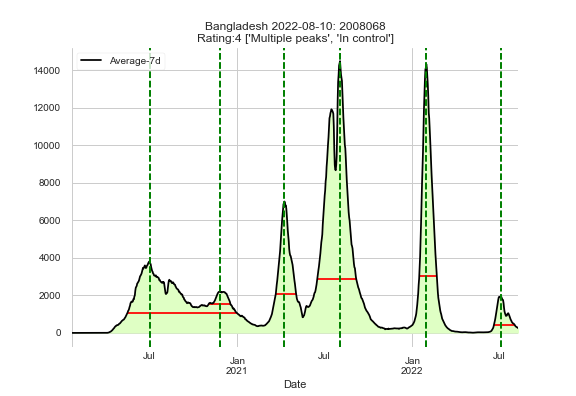 Bangladesh 2022-08-10: 2008068
Rating:4 ['Multiple peaks', 'In control']
Average-7d
14000
12000
10000
8000
6000
4000
2000
0
Jul
Jan
2021
Jul
Jan
2022
Jul
Date